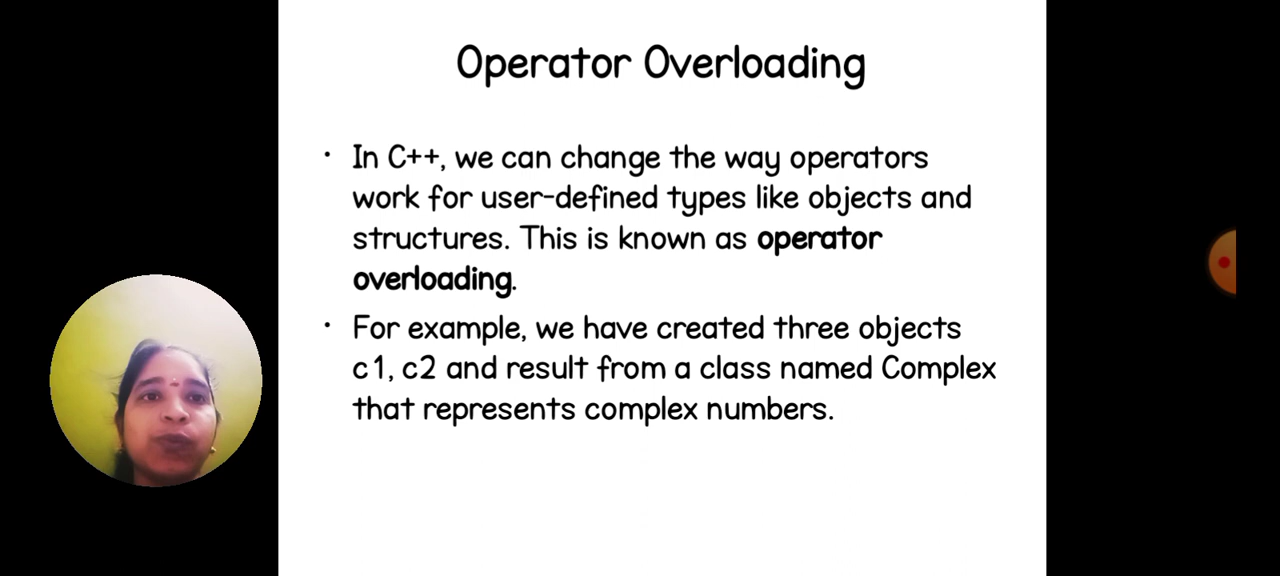 Operator Overloading
• In C++, we can change the way operators
work for user-defined types like objects and
structures. This is known as operator
overloading.
• For example, we have created three objects
c1, c2 and result from a class named Complex
that represents complex numbers.